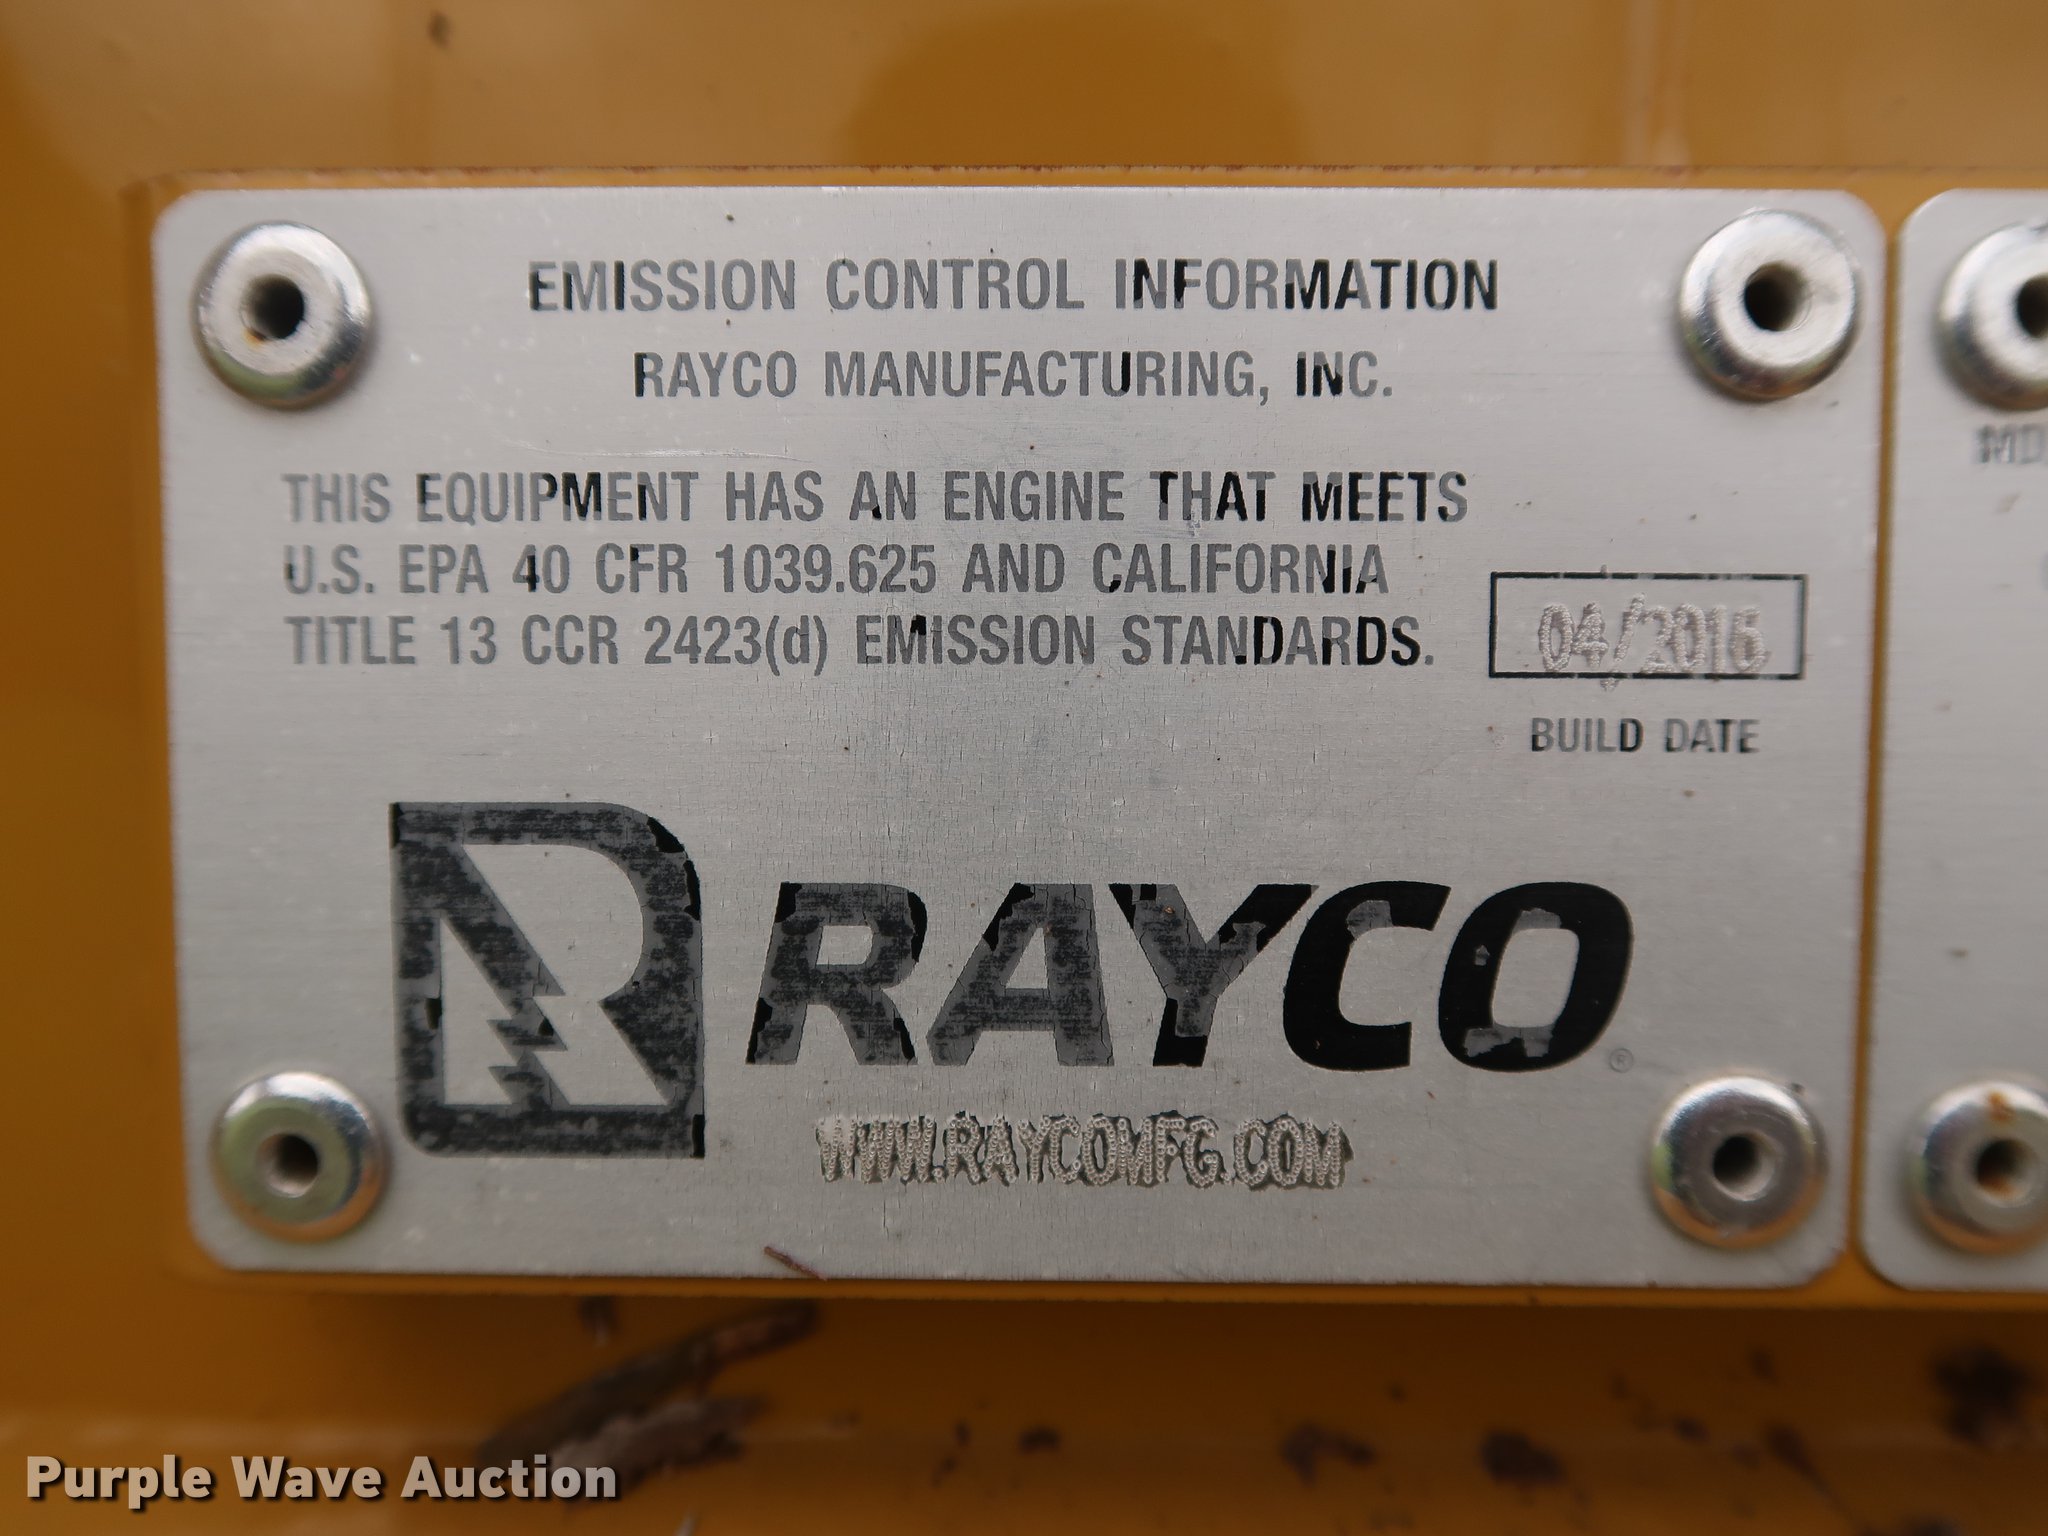 EMISSION CONTROL INFORMATION
RAYCO MANUFACTURING, INC.
THIS EQUIPMENT HAS AN ENGINE THAT MEETS
U.S. EPA 40 CFR 1039.625 AND CALIFORNIA
TITLE 13 CCR 2423(d) EMISSION STANDARDS.
04/2016
BUILD DATE
R RAYCO®
WWW.RAYCOMFG.COM
Purple Wave Auction